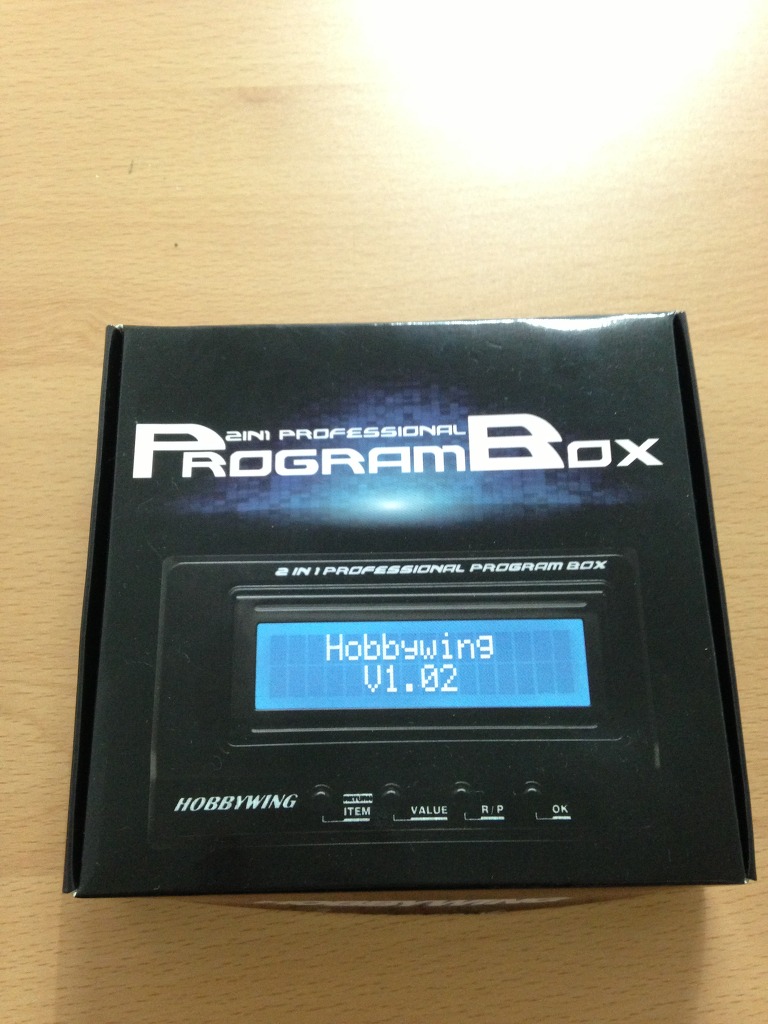 2IN1 PROFESSIONAL
PROGRAMBOX
2 IN 1 PROFESSIONAL PROGRAM BOX
Hobbywing
V1.02
HOBBYWING
ITEM VALUE R/P OK